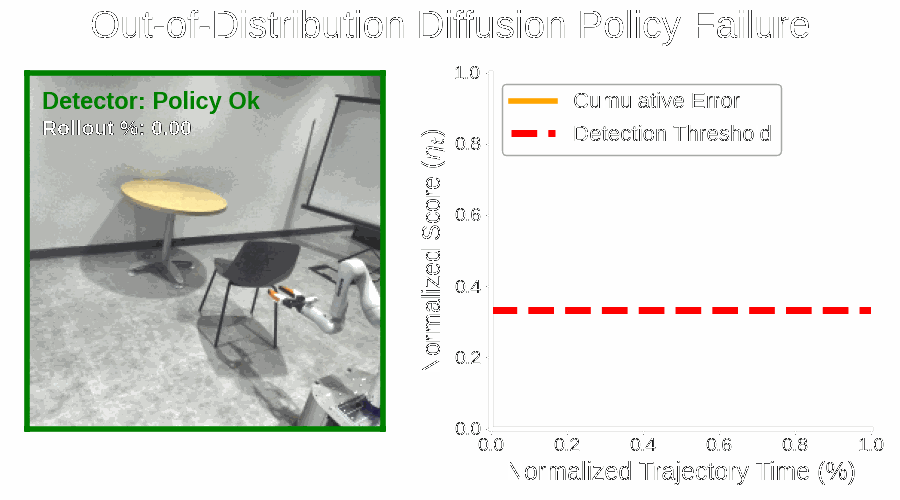 Out-of-Distribution Diffusion Policy Failure
Detector: Policy Ok
Rollout %: 0.00
Cumulative Error
Detection Threshold
Normalized Score (η_t)
1.0
0.8
0.6
0.4
0.2
0.0
0.0 0.2 0.4 0.6 0.8 1.0
Normalized Trajectory Time (%)